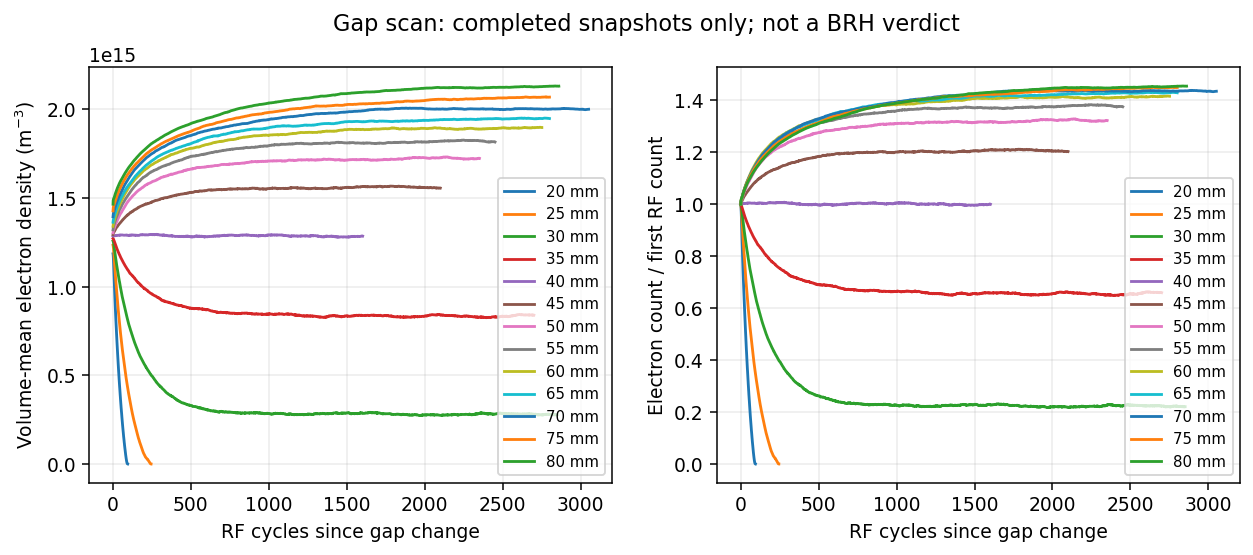 Gap scan: completed snapshots only; not a BRH verdict
1e15
Volume-mean electron density (m⁻³)
2.0
1.5
1.0
0.5
0.0
0 500 1000 1500 2000 2500 3000
RF cycles since gap change
20 mm
25 mm
30 mm
35 mm
40 mm
45 mm
50 mm
55 mm
60 mm
65 mm
70 mm
75 mm
80 mm
Electron count / first RF count
1.4
1.2
1.0
0.8
0.6
0.4
0.2
0.0
0 500 1000 1500 2000 2500 3000
RF cycles since gap change
20 mm
25 mm
30 mm
35 mm
40 mm
45 mm
50 mm
55 mm
60 mm
65 mm
70 mm
75 mm
80 mm